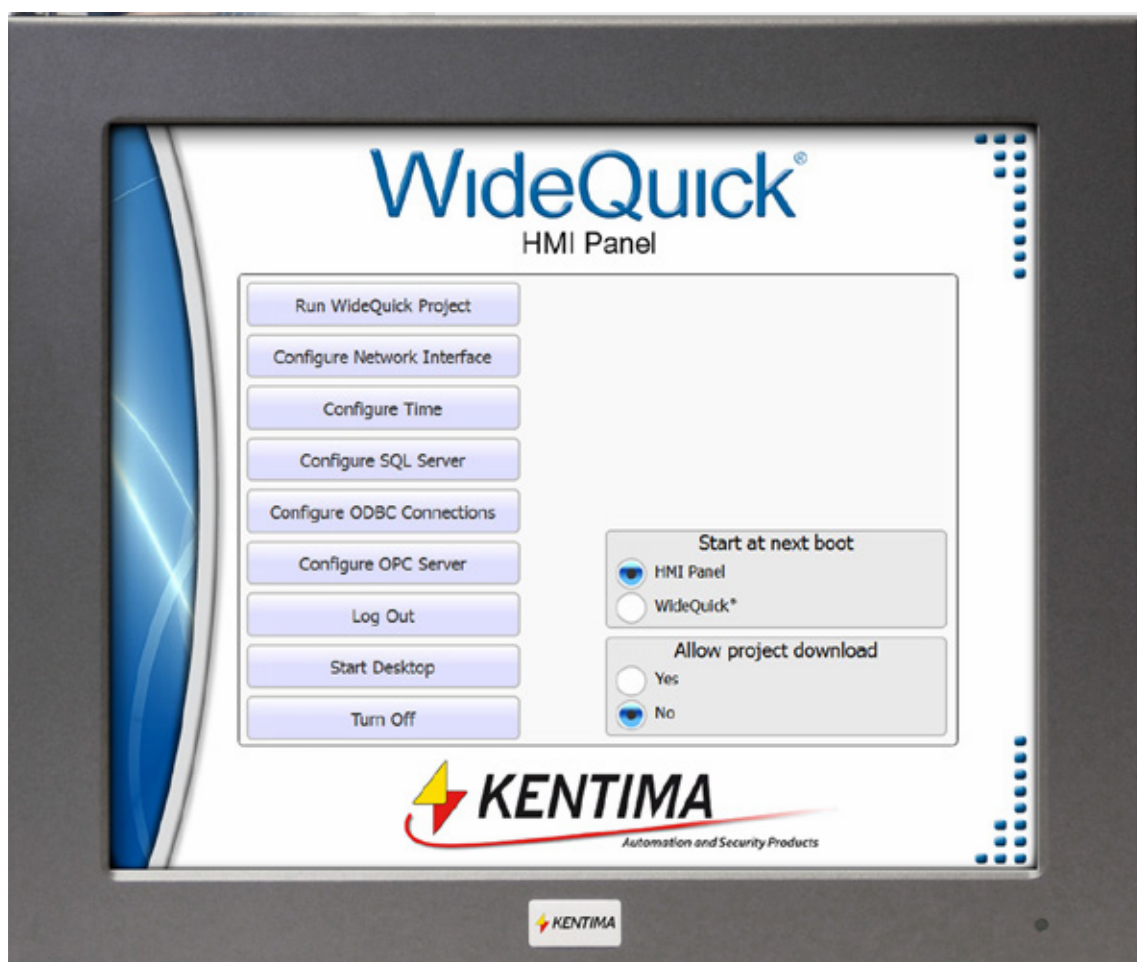 WideQuick®
HMI Panel
Run WideQuick Project
Configure Network Interface
Configure Time
Configure SQL Server
Configure ODBC Connections
Configure OPC Server
Log Out
Start Desktop
Turn Off
Start at next boot
HMI Panel
WideQuick®
Allow project download
Yes
No
KENTIMA
Automation and Security Products
KENTIMA